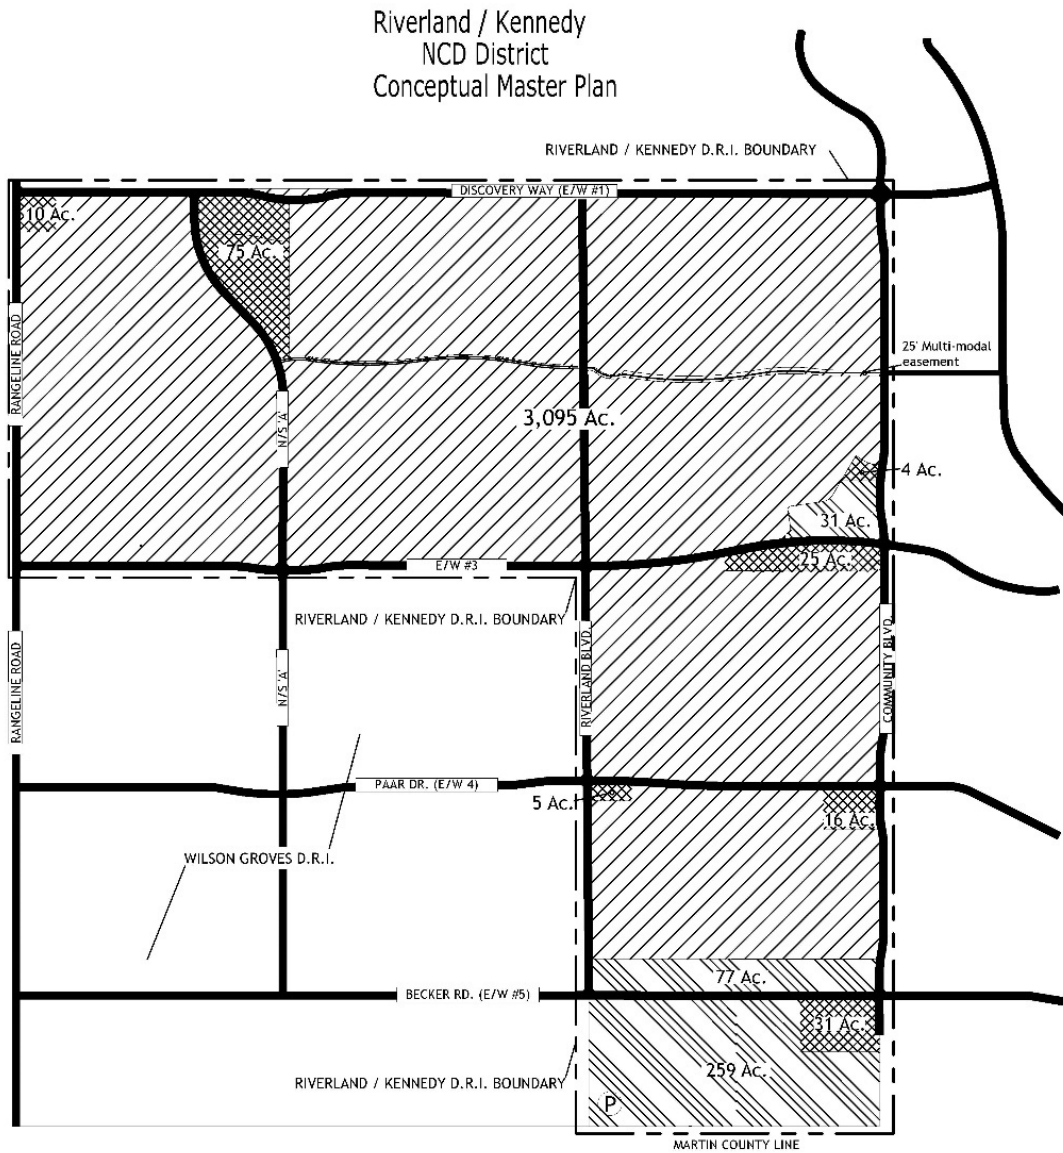 Riverland / Kennedy
NCD District
Conceptual Master Plan
RIVERLAND / KENNEDY D.R.I. BOUNDARY
DISCOVERY WAY (E/W #1)
10 Ac.
75 Ac.
RANGELINE ROAD
25' Multi-modal
easement
N/S 'A'
3,095 Ac.
4 Ac.
31 Ac.
25 Ac.
E/W #3
RIVERLAND / KENNEDY D.R.I. BOUNDARY
RANGELINE ROAD
N/S 'A'
RIVERLAND BLVD.
COMMUNITY BLVD
PAAR DR. (E/W 4)
5 Ac.
16 Ac.
WILSON GROVES D.R.I.
77 Ac.
BECKER RD. (E/W #5)
31 Ac.
259 Ac.
RIVERLAND / KENNEDY D.R.I. BOUNDARY
P
MARTIN COUNTY LINE